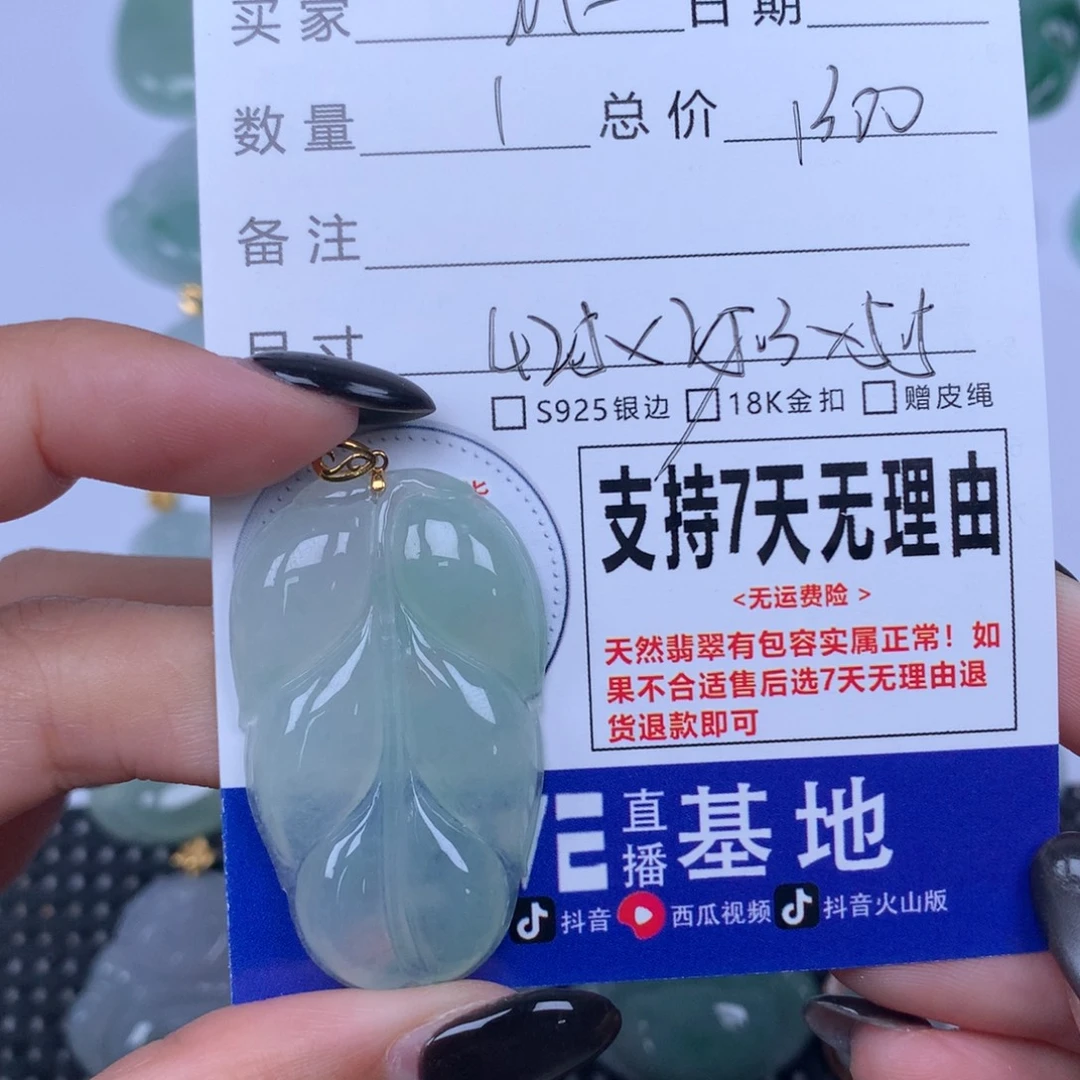 买家 日期
数量 1 总价 1300
备注
尺寸
S925银边 18K金扣 赠皮绳
支持7天无理由
<无运费险 >
天然翡翠有包容实属正常！如
果不合适售后选7天无理由退
货退款即可
直播 基地
抖音 西瓜视频 抖音火山版